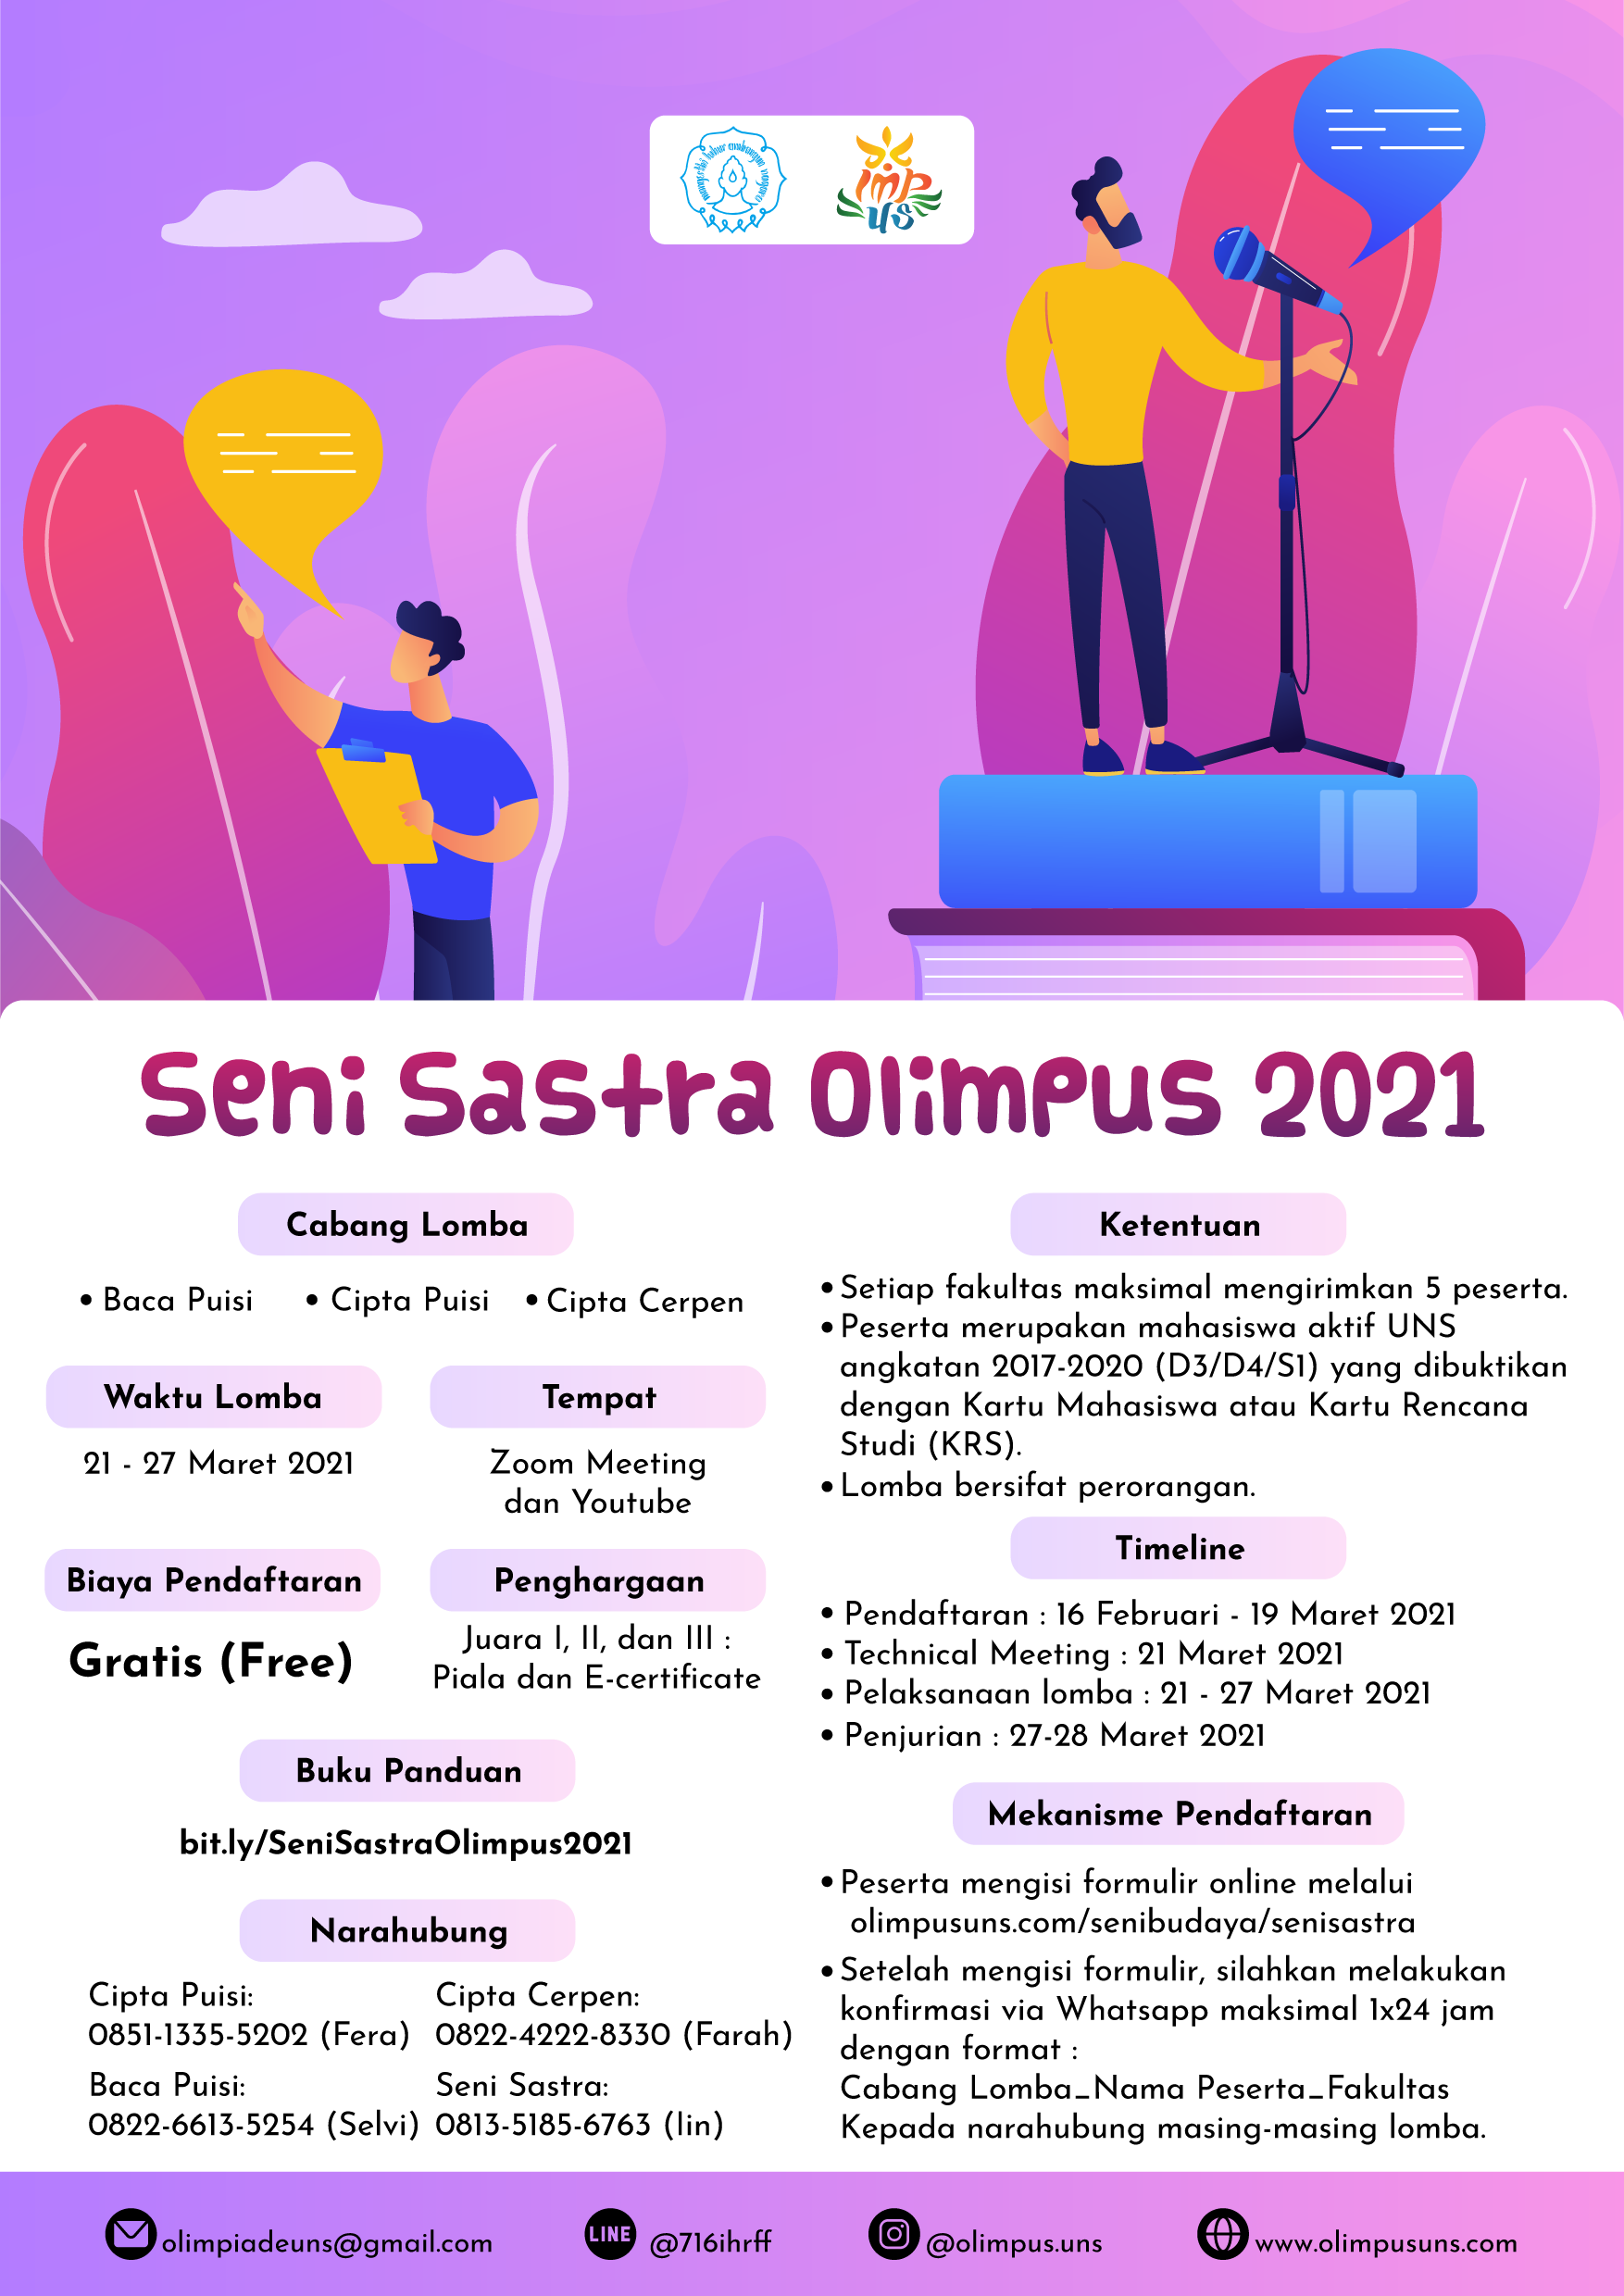 IMP
US
Seni Sastra Olimpus 2021
Cabang Lomba
• Baca Puisi • Cipta Puisi • Cipta Cerpen
Waktu Lomba
21 - 27 Maret 2021
Tempat
Zoom Meeting
dan Youtube
Biaya Pendaftaran
Gratis (Free)
Penghargaan
Juara I, II, dan III :
Piala dan E-certificate
Buku Panduan
bit.ly/SeniSastraOlimpus2021
Narahubung
Cipta Puisi:
0851-1335-5202 (Fera)
Cipta Cerpen:
0822-4222-8330 (Farah)
Baca Puisi:
0822-6613-5254 (Selvi)
Seni Sastra:
0813-5185-6763 (Iin)
Ketentuan
• Setiap fakultas maksimal mengirimkan 5 peserta.
• Peserta merupakan mahasiswa aktif UNS
angkatan 2017-2020 (D3/D4/S1) yang dibuktikan
dengan Kartu Mahasiswa atau Kartu Rencana
Studi (KRS).
• Lomba bersifat perorangan.
Timeline
• Pendaftaran : 16 Februari - 19 Maret 2021
• Technical Meeting : 21 Maret 2021
• Pelaksanaan lomba : 21 - 27 Maret 2021
• Penjurian : 27-28 Maret 2021
Mekanisme Pendaftaran
• Peserta mengisi formulir online melalui
olimpusuns.com/senibudaya/senisastra
• Setelah mengisi formulir, silahkan melakukan
konfirmasi via Whatsapp maksimal 1x24 jam
dengan format :
Cabang Lomba_Nama Peserta_Fakultas
Kepada narahubung masing-masing lomba.
olimpiadeuns@gmail.com
LINE @716ihrff
@olimpus.uns
www.olimpusuns.com